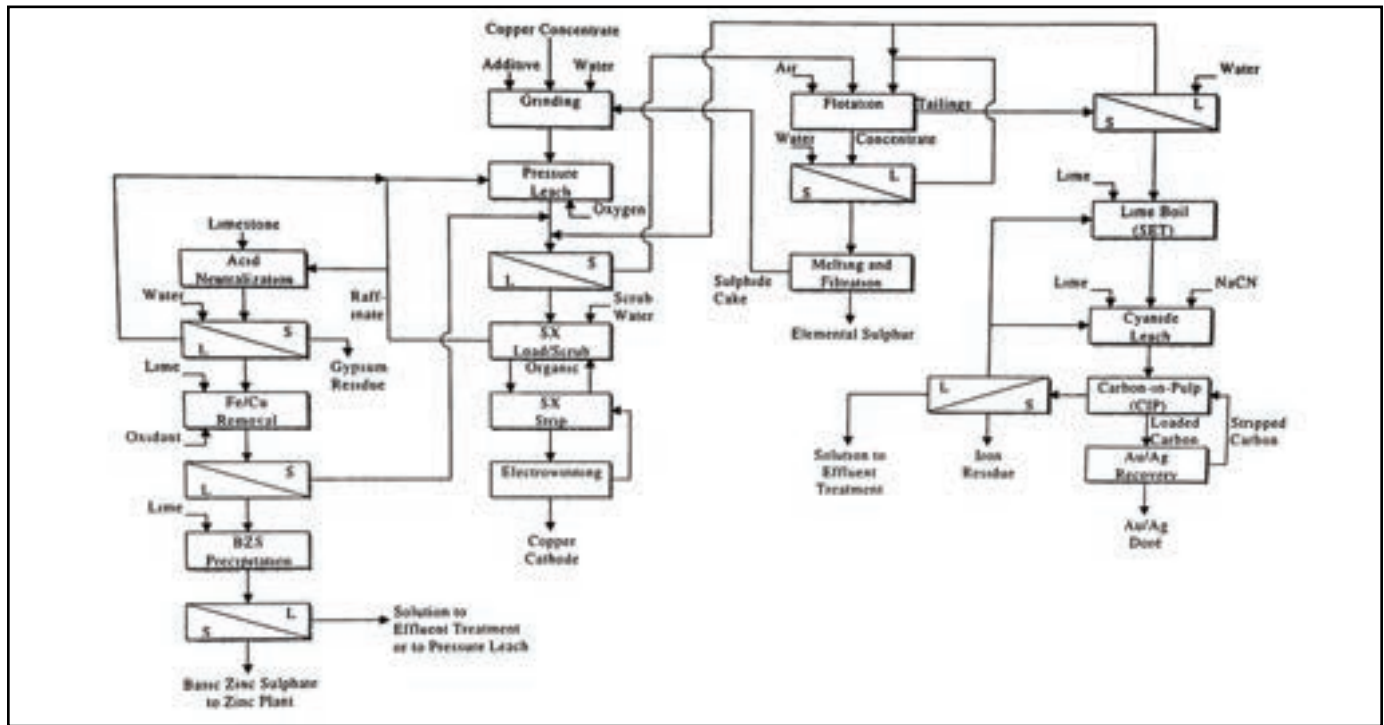 Copper Concentrate
Additive
Water
Grinding
Pressure
Leach
Oxygen
S
L
Scrub
Water
SX
Load/Scrub
Organic
SX
Strip
Electrowinning
Copper
Cathode
Limestone
Acid
Neutralization
Water
Raff-
inate
S
L
Gypsum
Residue
Lime
Fe/Cu
Removal
Oxidant
S
L
Lime
BZS
Precipitation
L
S
Solution to
Effluent Treatment
or to Pressure Leach
Basic Zinc Sulphate
to Zinc Plant
Air
Flotation
Tailings
Water
Concentrate
L
S
Sulphide
Cake
Melting and
Filtration
Elemental Sulphur
Water
L
S
Lime
Lime Boil
(SET)
Lime
NaCN
Cyanide
Leach
Carbon-in-Pulp
(CIP)
Loaded
Carbon
Stripped
Carbon
L
S
Solution to
Effluent
Treatment
Iron
Residue
Au/Ag
Recovery
Au/Ag
Doré